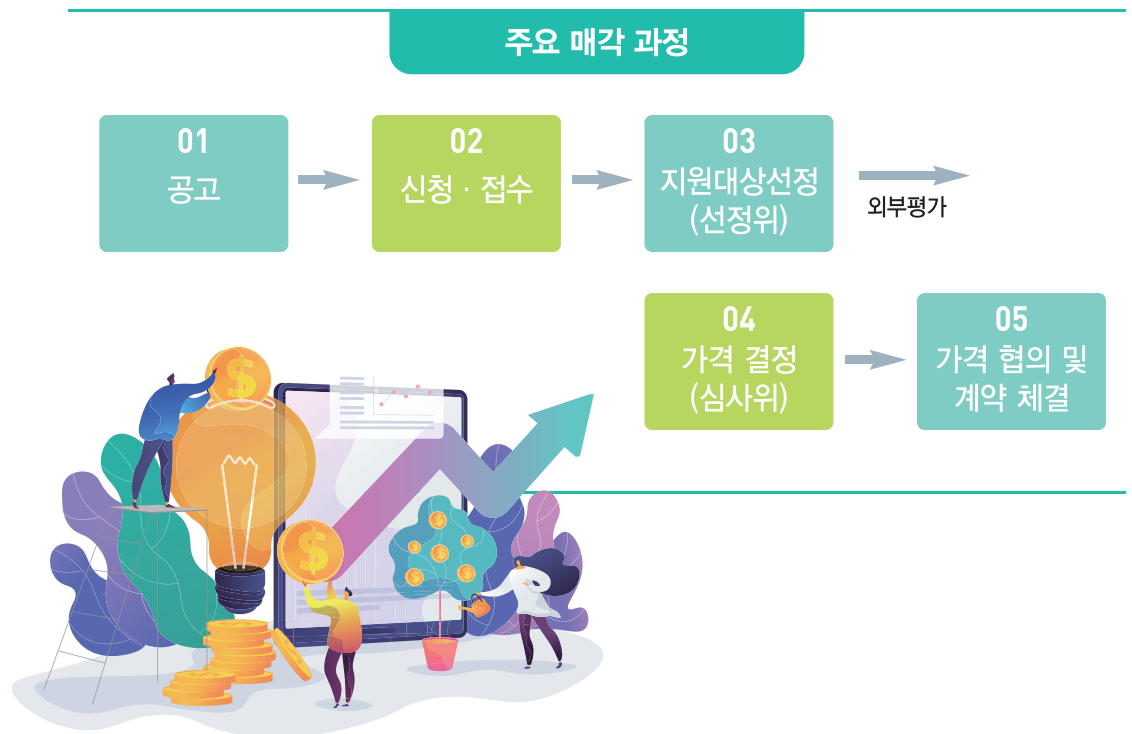 주요 매각 과정
01
공고
02
신청 · 접수
03
지원대상선정
(선정위)
외부평가
04
가격 결정
(심사위)
05
가격 협의 및
계약 체결
$
$
$
$
$
$
$